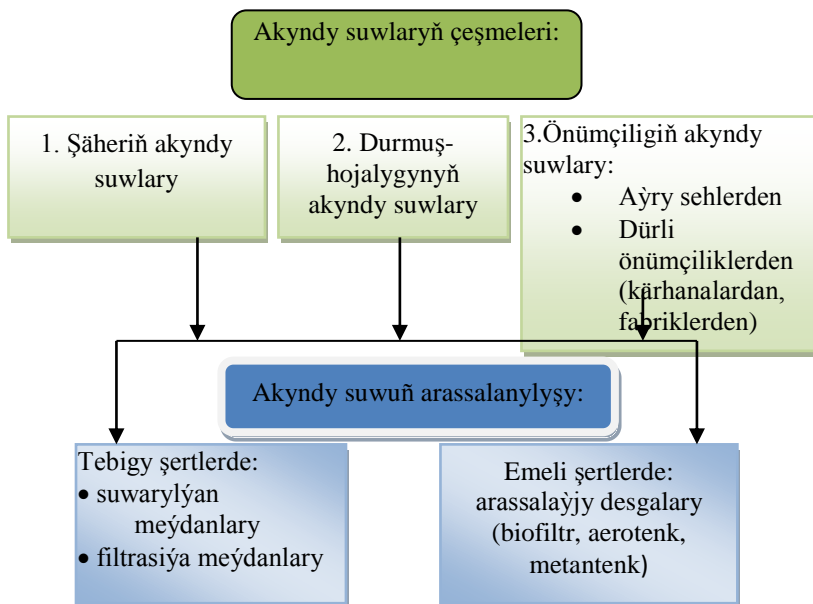 Akyndy suwlaryň çeşmeleri:
1. Şäheriň akyndy
suwlary
2. Durmuş-
hojalygynyň
akyndy suwlary
3.Önümçiligiň akyndy
suwlary:
• Aỳry sehlerden
• Dürli
önümçiliklerden
(kärhanalardan,
fabriklerden)
Akyndy suwuñ arassalanylyşy:
Tebigy şertlerde:
• suwarylýan
meýdanlary
• filtrasiýa meýdanlary
Emeli şertlerde:
arassalaỳjy desgalary
(biofiltr, aerotenk,
metantenk)